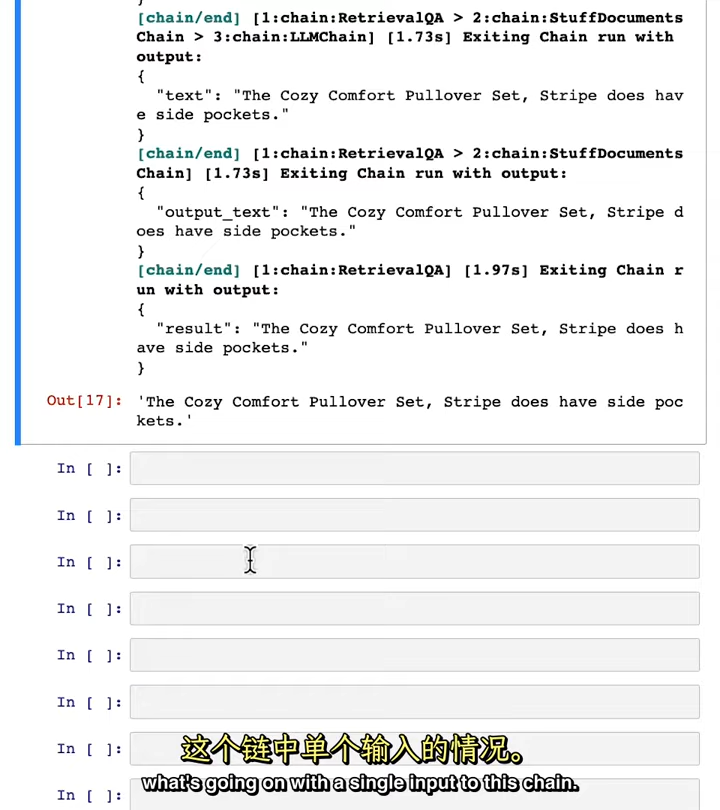 }
[chain/end] [1:chain:RetrievalQA > 2:chain:StuffDocuments
Chain > 3:chain:LLMChain] [1.73s] Exiting Chain run with
output:
{
"text": "The Cozy Comfort Pullover Set, Stripe does hav
e side pockets."
}
[chain/end] [1:chain:RetrievalQA > 2:chain:StuffDocuments
Chain] [1.73s] Exiting Chain run with output:
{
"output_text": "The Cozy Comfort Pullover Set, Stripe d
oes have side pockets."
}
[chain/end] [1:chain:RetrievalQA] [1.97s] Exiting Chain r
un with output:
{
"result": "The Cozy Comfort Pullover Set, Stripe does h
ave side pockets."
}
Out[17]: 'The Cozy Comfort Pullover Set, Stripe does have side poc
kets.'
In [ ]:
In [ ]:
In [ ]:
In [ ]:
In [ ]:
In [ ]:
In [ ]:
这个链中单个输入的情况。
what's going on with a single input to this chain.
In [ ]: